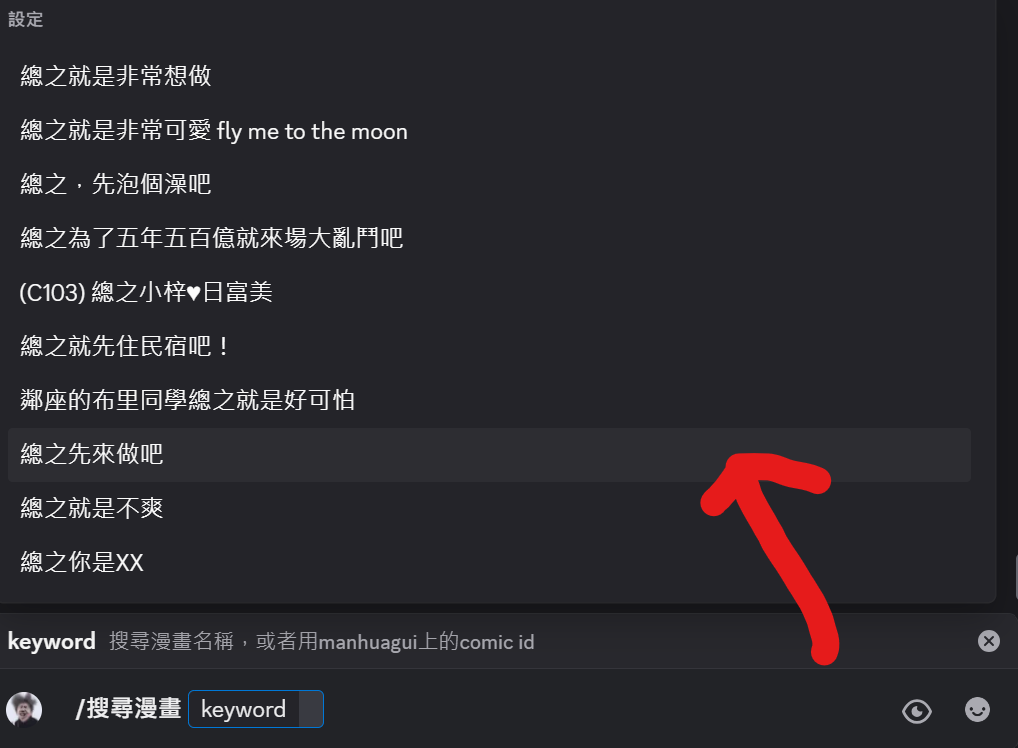 設定
總之就是非常想做
總之就是非常可愛 fly me to the moon
總之，先泡個澡吧
總之為了五年五百億就來場大亂鬥吧
(C103) 總之小梓♥日富美
總之就先住民宿吧！
鄰座的布里同學總之就是好可怕
總之先來做吧
總之就是不爽
總之你是XX
keyword 搜尋漫畫名稱，或者用manhuagui上的comic id
/搜尋漫畫 keyword